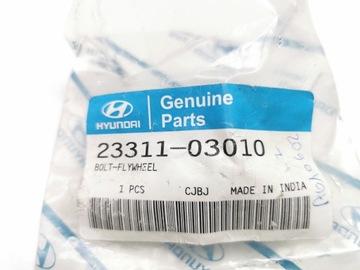 HYUNDAI
Genuine
Parts
23311-03010
BOLT-FLYWHEEL
1 PCS CJBJ MADE IN INDIA